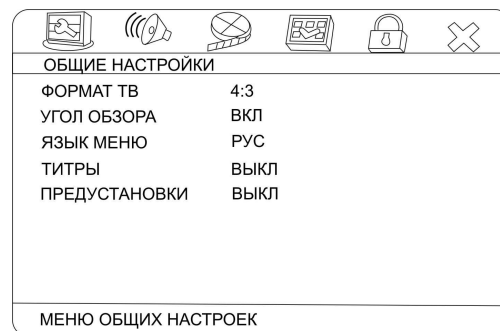 ОБЩИЕ НАСТРОЙКИ
ФОРМАТ ТВ 4:3
УГОЛ ОБЗОРА ВКЛ
ЯЗЫК МЕНЮ РУС
ТИТРЫ ВЫКЛ
ПРЕДУСТАНОВКИ ВЫКЛ
МЕНЮ ОБЩИХ НАСТРОЕК